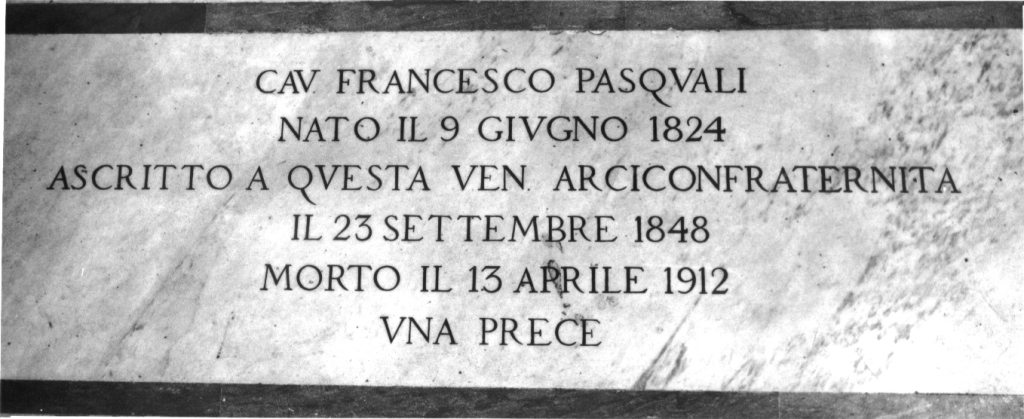 CAV FRANCESCO PASQVALI
NATO IL 9 GIVGNO 1824
ASCRITTO A QVESTA VEN. ARCICONFRATERNITA
IL 23 SETTEMBRE 1848
MORTO IL 13 APRILE 1912
VNA PRECE